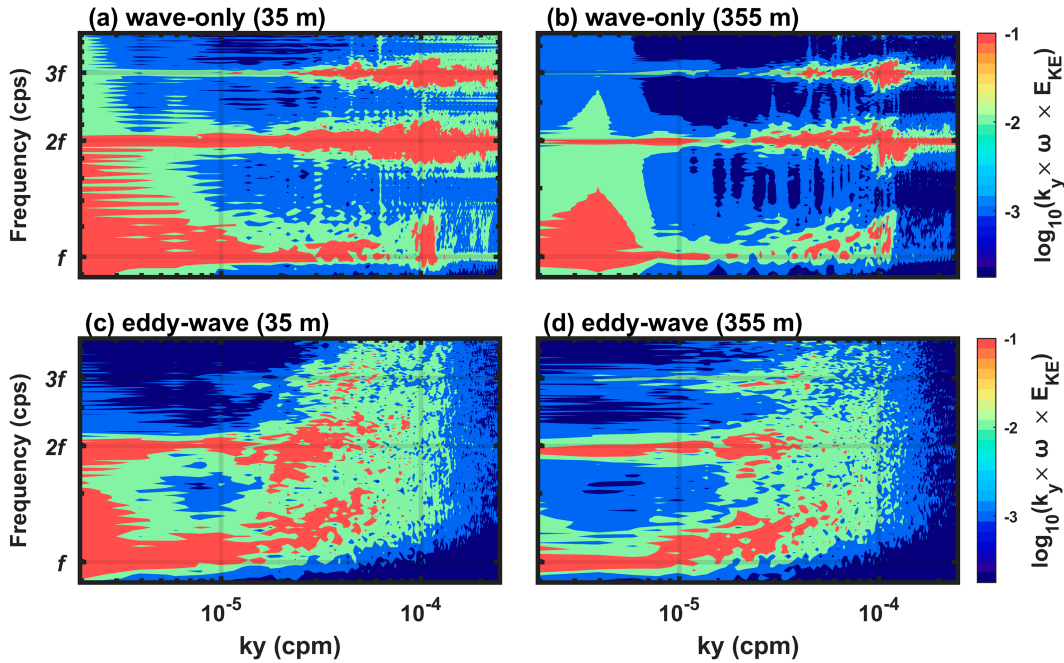 (a) wave-only (35 m)
(b) wave-only (355 m)
Frequency (cps)
3f
2f
f
-1
-2
-3
log10(ky × ω × EKE)
(c) eddy-wave (35 m)
(d) eddy-wave (355 m)
Frequency (cps)
3f
2f
f
-1
-2
-3
log10(ky × ω × EKE)
10-5
10-4
10-5
10-4
ky (cpm)
ky (cpm)